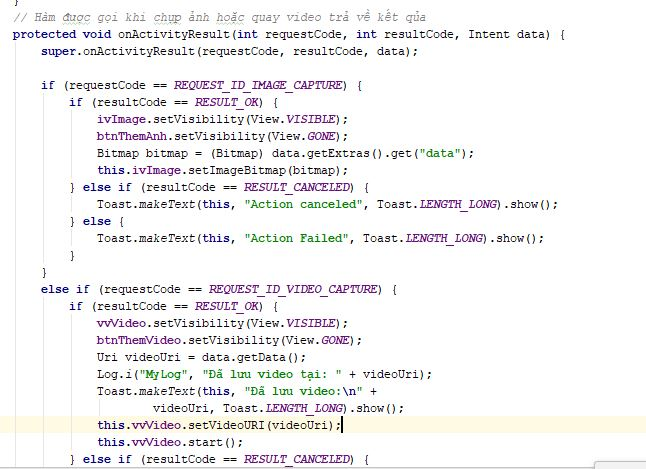 }
// Hàm được gọi khi chụp ảnh hoặc quay video trả về kết qủa
protected void onActivityResult(int requestCode, int resultCode, Intent data) {
super.onActivityResult(requestCode, resultCode, data);
if (requestCode == REQUEST_ID_IMAGE_CAPTURE) {
if (resultCode == RESULT_OK) {
ivImage.setVisibility(View.VISIBLE);
btnThemAnh.setVisibility(View.GONE);
Bitmap bitmap = (Bitmap) data.getExtras().get("data");
this.ivImage.setImageBitmap(bitmap);
} else if (resultCode == RESULT_CANCELED) {
Toast.makeText(this, "Action canceled", Toast.LENGTH_LONG).show();
} else {
Toast.makeText(this, "Action Failed", Toast.LENGTH_LONG).show();
}
}
else if (requestCode == REQUEST_ID_VIDEO_CAPTURE) {
if (resultCode == RESULT_OK) {
vvVideo.setVisibility(View.VISIBLE);
btnThemVideo.setVisibility(View.GONE);
Uri videoUri = data.getData();
Log.i("MyLog", "Đã lưu video tại: " + videoUri);
Toast.makeText(this, "Đã lưu video:\n" +
videoUri, Toast.LENGTH_LONG).show();
this.vvVideo.setVideoURI(videoUri);
this.vvVideo.start();
} else if (resultCode == RESULT_CANCELED) {